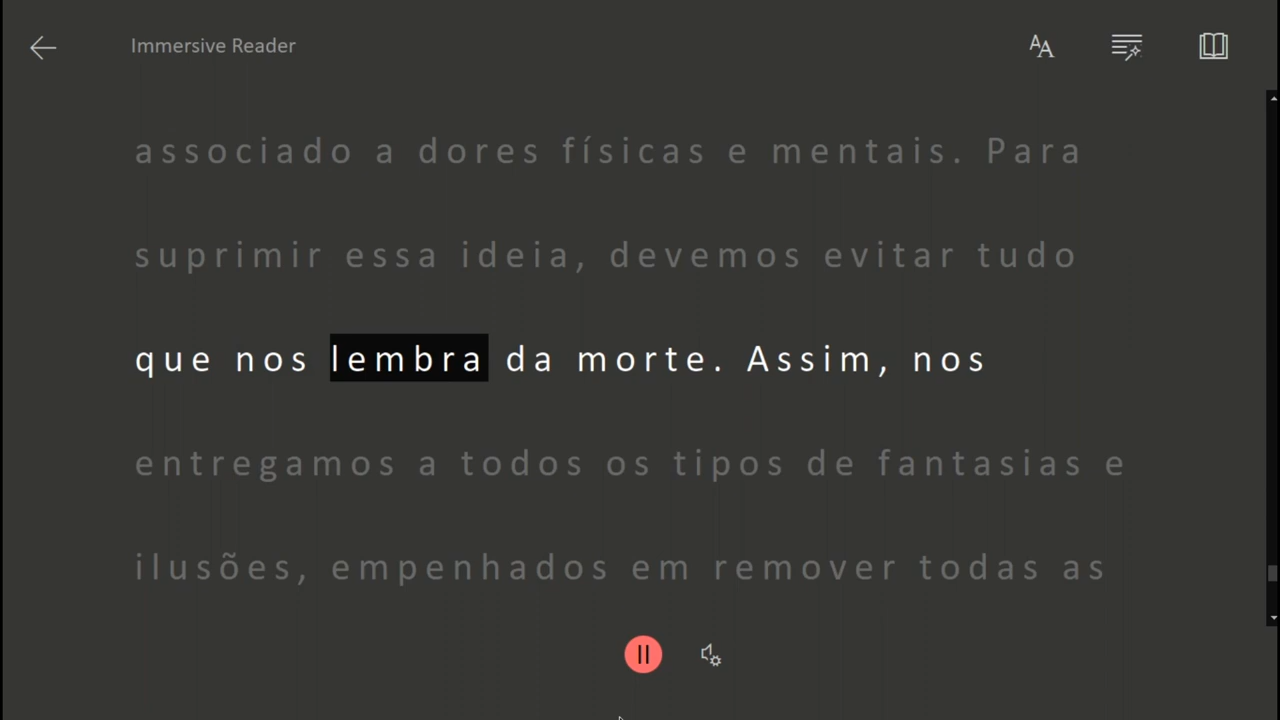 Immersive Reader
associado a dores físicas e mentais. Para
suprimir essa ideia, devemos evitar tudo
que nos lembra da morte. Assim, nos
entregamos a todos os tipos de fantasias e
ilusões, empenhados em remover todas as